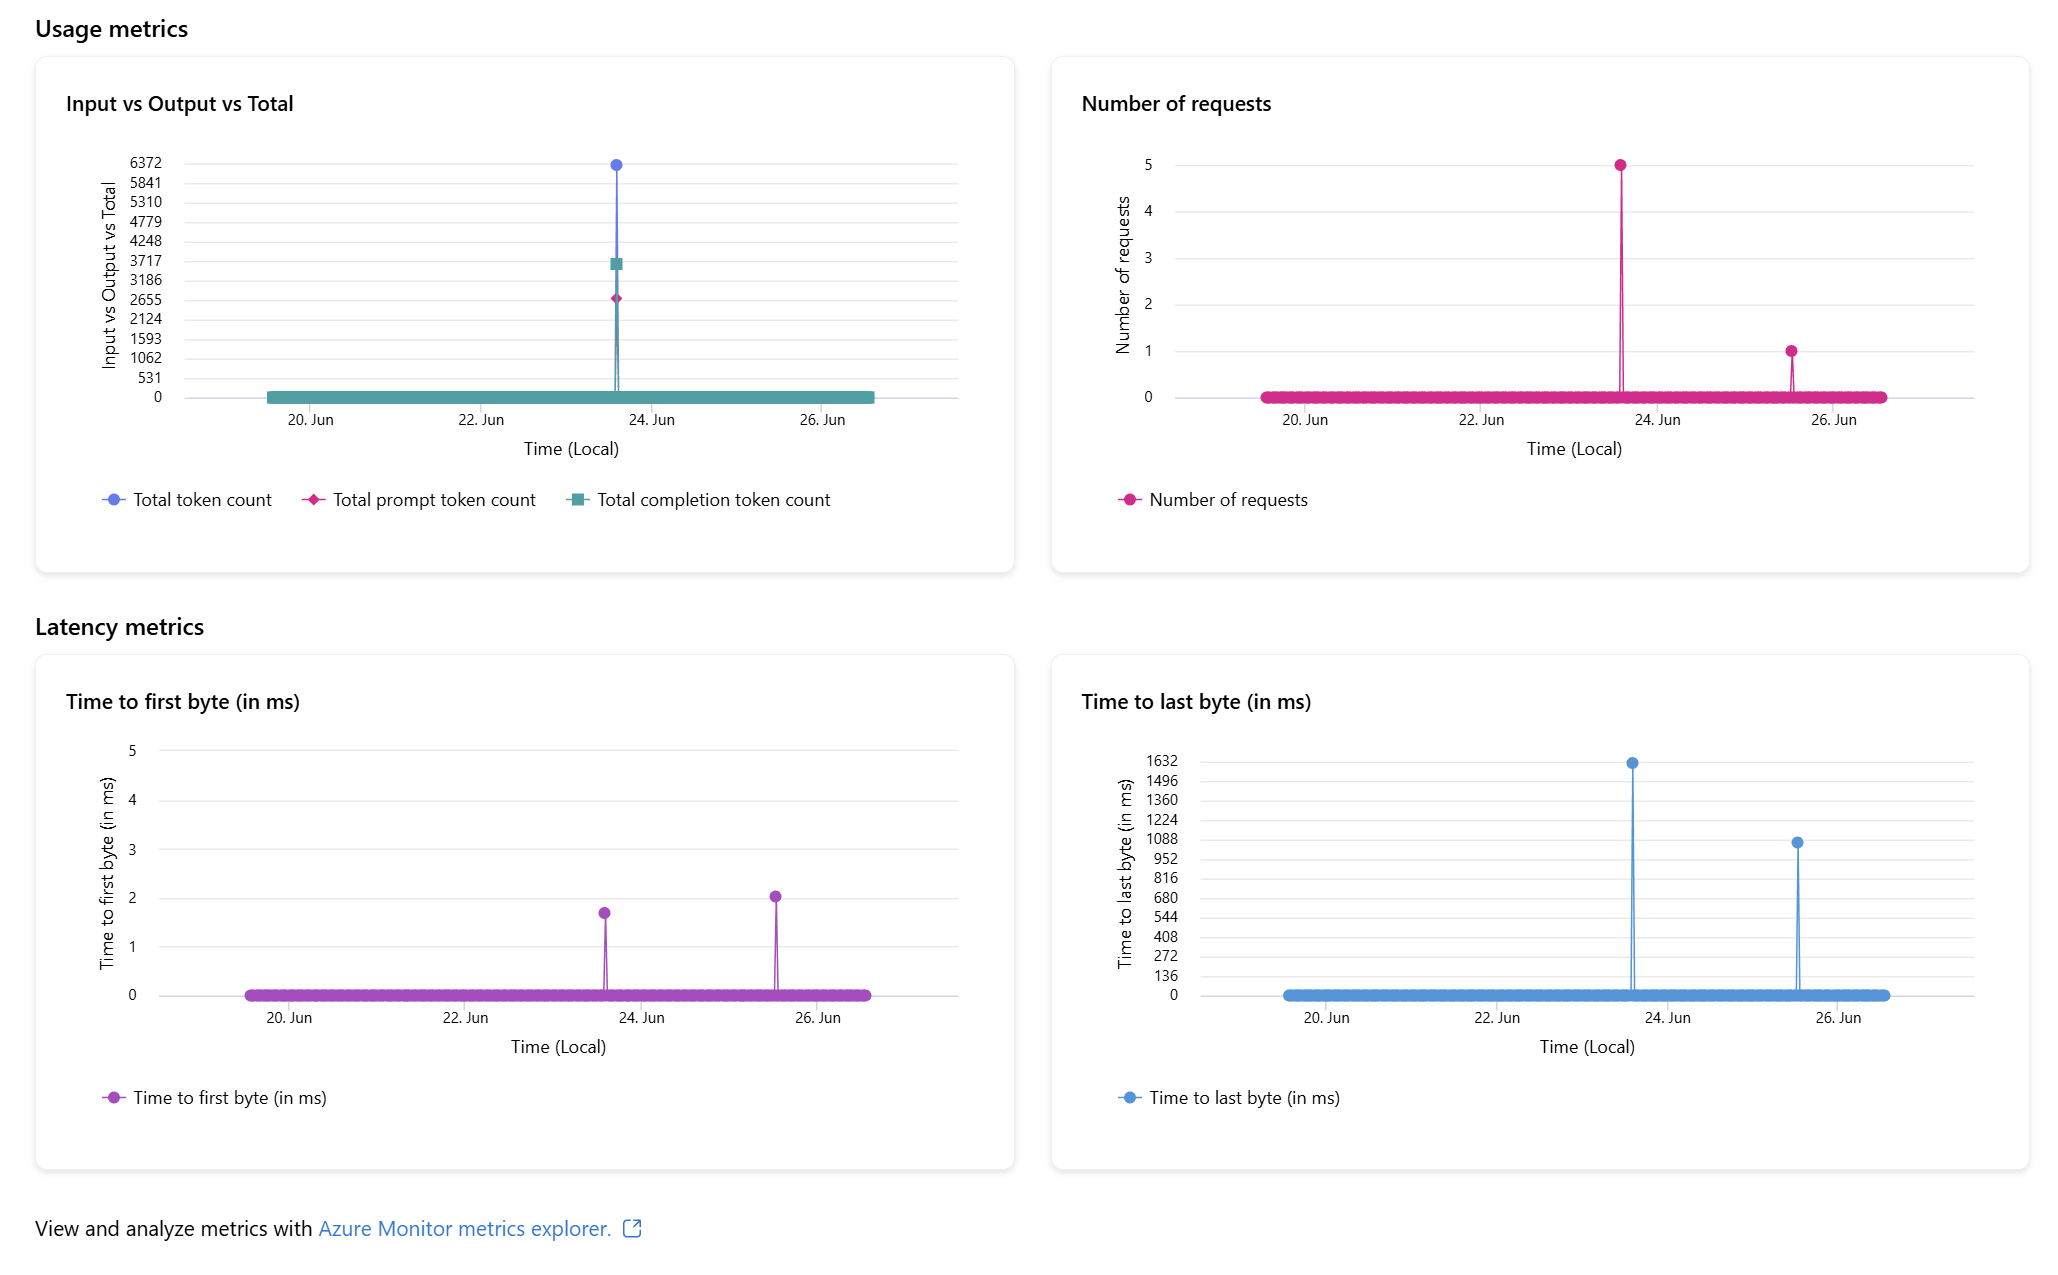 Usage metrics
Input vs Output vs Total
Input vs Output vs Total
6372
5841
5310
4779
4248
3717
3186
2655
2124
1593
1062
531
0
20. Jun 22. Jun 24. Jun 26. Jun
Time (Local)
Total token count Total prompt token count Total completion token count
Number of requests
Number of requests
5
4
3
2
1
0
20. Jun 22. Jun 24. Jun 26. Jun
Time (Local)
Number of requests
Latency metrics
Time to first byte (in ms)
Time to first byte (in ms)
5
4
3
2
1
0
20. Jun 22. Jun 24. Jun 26. Jun
Time (Local)
Time to first byte (in ms)
Time to last byte (in ms)
Time to last byte (in ms)
1632
1496
1360
1224
1088
952
816
680
544
408
272
136
0
20. Jun 22. Jun 24. Jun 26. Jun
Time (Local)
Time to last byte (in ms)
View and analyze metrics with Azure Monitor metrics explorer.